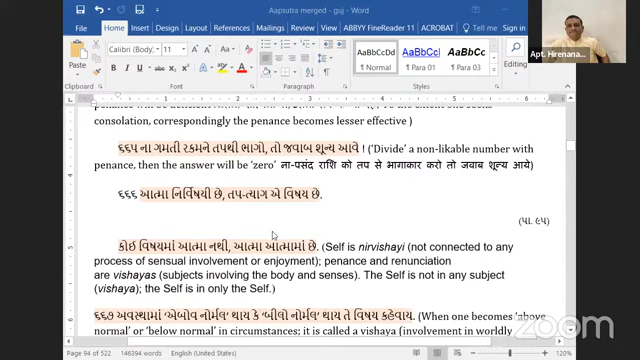 Aapsutra merged - guj - Word
File Home Insert Design Layout References Mailings Review View ABBYY FineReader 11 ACROBAT
Calibri (Body) 11
AaBbCcDd AaBbCcl AaBbCc
¶ Normal ¶ Para 01 ¶ Para 03
Paste Editing
Clipboard Font Paragraph Styles
Apt. Hirenana...
consolation, correspondingly the penance becomes lesser effective )
૬૬૫ ના ગમતી રકમને તપથી ભાગો, તો જવાબ શૂન્ય આવે ! ('Divide' a non-likable number with
penance, then the answer will be 'zero' ना-पसंद राशि को तप से भागाकार करो तो जवाब शून्य आये)
૬૬૬ આત્મા નિર્વિષયી છે, તપ-ત્યાગ એ વિષય છે.
(પા. ૯૫)
કોઈ વિષયમાં આત્મા નથી, આત્મા આત્મામાં છે. (Self is nirvishayi (not connected to any
process of sensual involvement or enjoyment); penance and renunciation
are vishayas (subjects involving the body and senses). The Self is not in any subject
(vishaya); the Self is in only the Self.)
૬૬૭ અવસ્થામાં 'એબોવ નોર્મલ' થાય કે 'બીલો નોર્મલ' થાય તે વિષય કહેવાય. (When one becomes 'above
normal' or 'below normal' in circumstances; it is called a vishaya (involvement in worldly
Page 94 of 522 146394 words English (United States) 120%
zoom